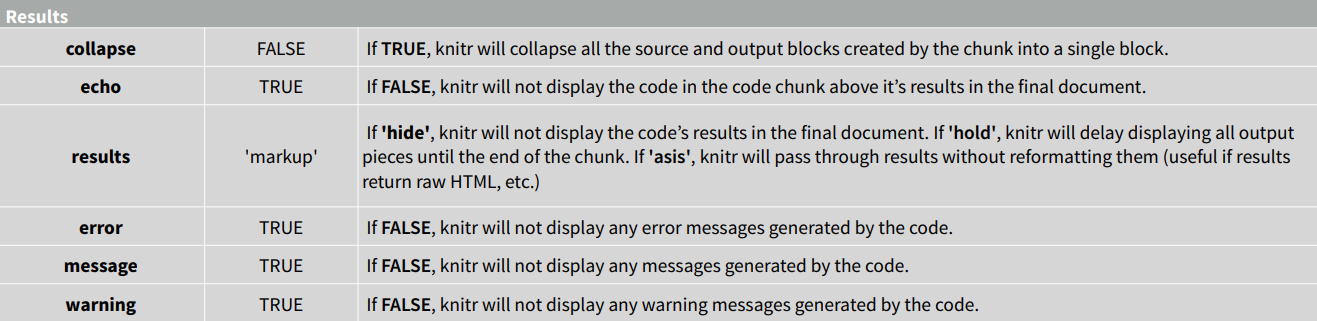 Results
collapse FALSE If TRUE, knitr will collapse all the source and output blocks created by the chunk into a single block.
echo TRUE If FALSE, knitr will not display the code in the code chunk above it’s results in the final document.
results 'markup' If 'hide', knitr will not display the code’s results in the final document. If 'hold', knitr will delay displaying all output
pieces until the end of the chunk. If 'asis', knitr will pass through results without reformatting them (useful if results
return raw HTML, etc.)
error TRUE If FALSE, knitr will not display any error messages generated by the code.
message TRUE If FALSE, knitr will not display any messages generated by the code.
warning TRUE If FALSE, knitr will not display any warning messages generated by the code.